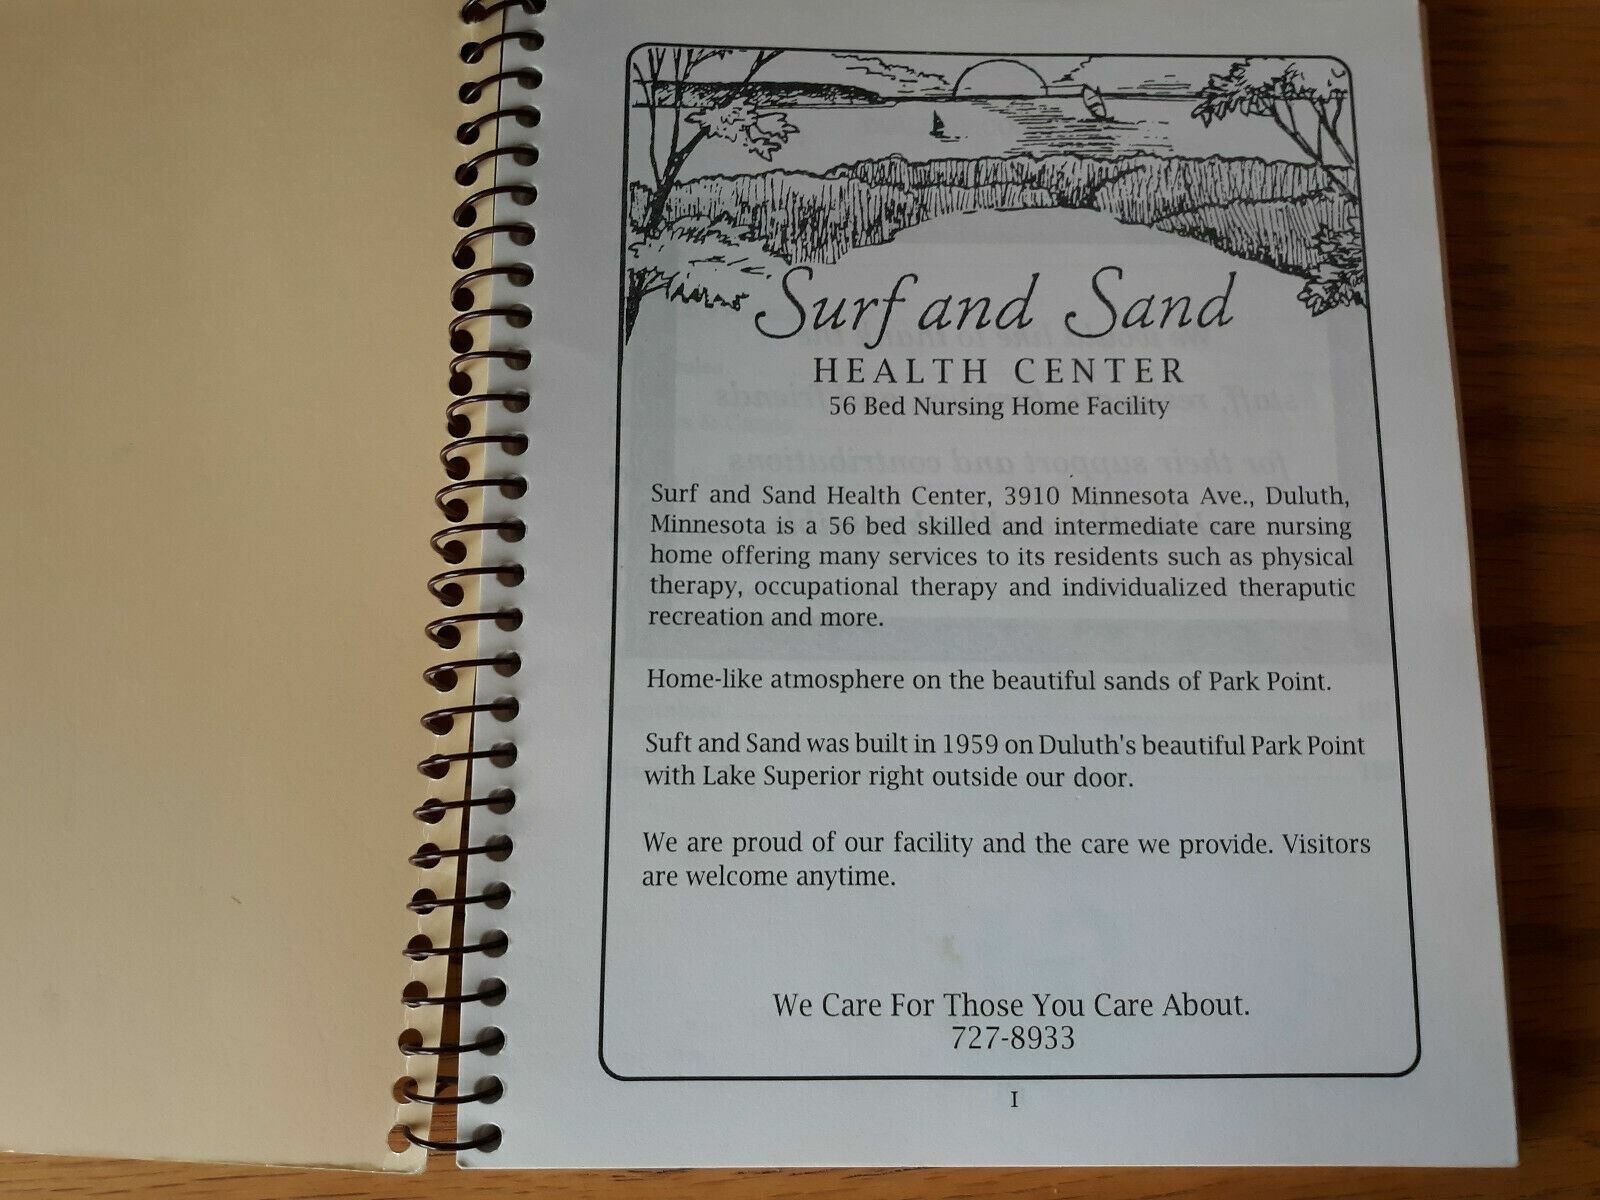 Surf and Sand
HEALTH CENTER
56 Bed Nursing Home Facility
Surf and Sand Health Center, 3910 Minnesota Ave., Duluth,
Minnesota is a 56 bed skilled and intermediate care nursing
home offering many services to its residents such as physical
therapy, occupational therapy and individualized theraputic
recreation and more.
Home-like atmosphere on the beautiful sands of Park Point.
Suft and Sand was built in 1959 on Duluth's beautiful Park Point
with Lake Superior right outside our door.
We are proud of our facility and the care we provide. Visitors
are welcome anytime.
We Care For Those You Care About.
727-8933
I